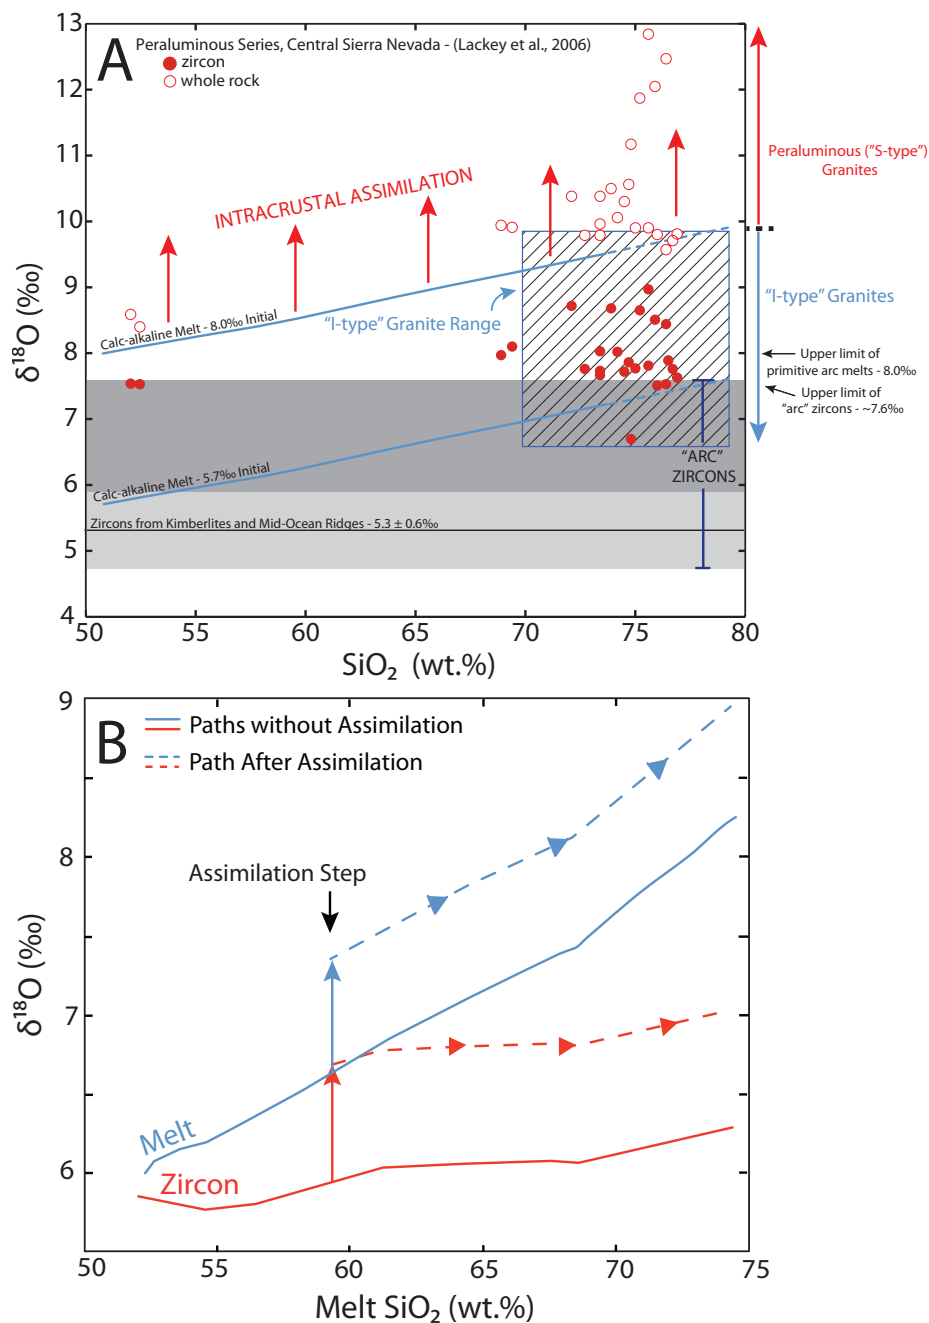 A
Peraluminous Series, Central Sierra Nevada - (Lackey et al., 2006)
zircon
whole rock
13
12
11
10
9
8
7
6
5
4
δ¹⁸O (‰)
INTRACRUSTAL ASSIMILATION
Calc-alkaline Melt - 8.0‰ Initial
"I-type" Granite Range
Calc-alkaline Melt - 5.7‰ Initial
Zircons from Kimberlites and Mid-Ocean Ridges - 5.3 ± 0.6‰
"ARC"
ZIRCONS
Peraluminous ("S-type")
Granites
"I-type" Granites
Upper limit of
primitive arc melts - 8.0‰
Upper limit of
"arc" zircons - ~7.6‰
50 55 60 65 70 75 80
SiO₂ (wt.%)
B
Paths without Assimilation
Path After Assimilation
9
8
7
6
δ¹⁸O (‰)
Assimilation Step
Melt
Zircon
50 55 60 65 70 75
Melt SiO₂ (wt.%)